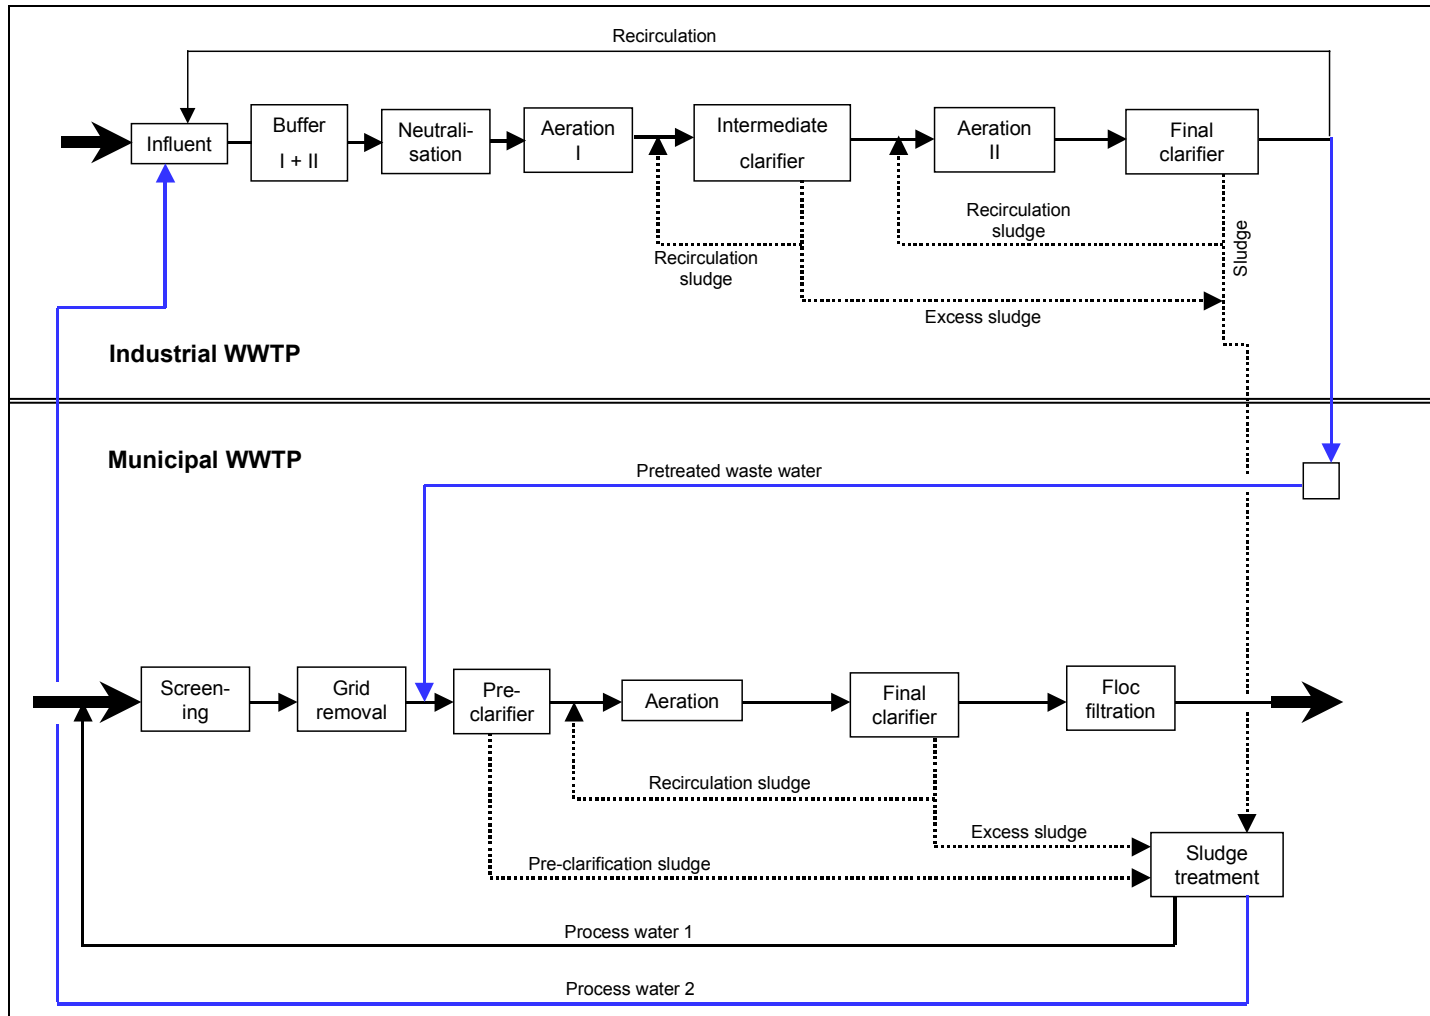 Recirculation
Influent
Buffer
I + II
Neutrali-
sation
Aeration
I
Intermediate
clarifier
Aeration
II
Final
clarifier
Recirculation
sludge
Recirculation
sludge
Sludge
Excess sludge
Industrial WWTP
Municipal WWTP
Pretreated waste water
Screen-
ing
Grid
removal
Pre-
clarifier
Aeration
Final
clarifier
Floc
filtration
Recirculation sludge
Excess sludge
Pre-clarification sludge
Sludge
treatment
Process water 1
Process water 2